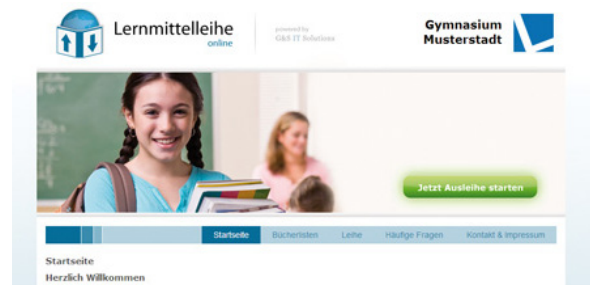 Lernmittelleihe
online
powered by
G&S IT Solutions
Gymnasium
Musterstadt
Jetzt Ausleihe starten
Startseite Bücherlisten Leihe Häufige Fragen Kontakt & Impressum
Startseite
Herzlich Willkommen